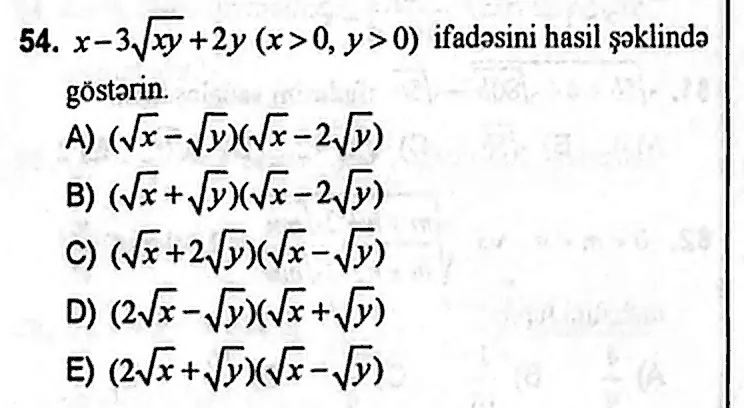 54. x−3√xy+2y (x>0, y>0) ifadəsini hasil şəklində
göstərin.
A) (√x−√y)(√x−2√y)
B) (√x+√y)(√x−2√y)
C) (√x+2√y)(√x−√y)
D) (2√x−√y)(√x+√y)
E) (2√x+√y)(√x−√y)